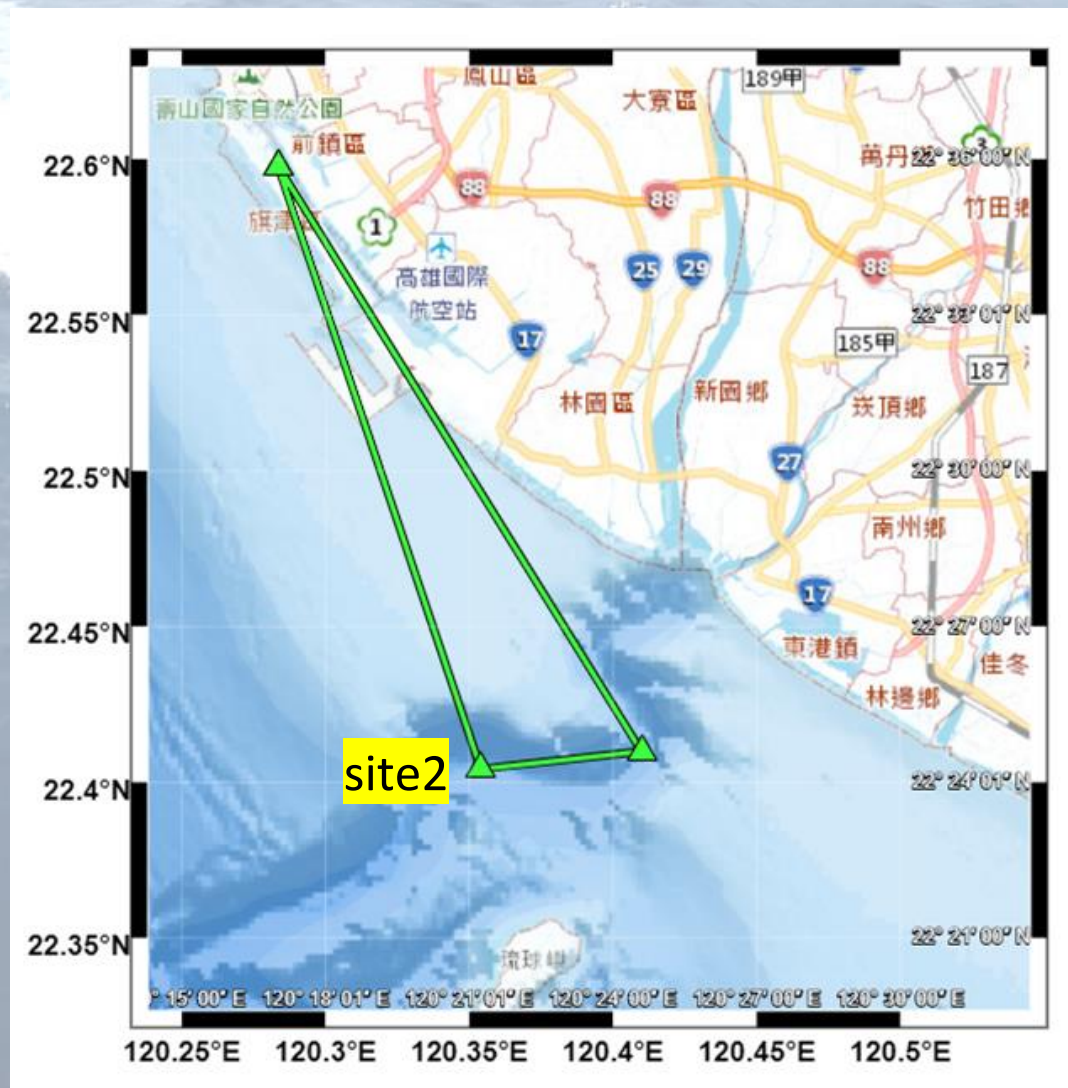 鳳山區
189甲
大寮區
壽山國家自然公園
前鎮區
22.6°N
萬丹
22° 36' 00" N
3
88
88
竹田鄉
旗津區
1
高雄國際
航空站
25
29
88
22.55°N
22° 33' 01" N
17
185甲
187
林園區
新園鄉
崁頂鄉
27
22.5°N
22° 30' 00" N
南州鄉
17
22.45°N
22° 27' 00" N
東港鎮
佳冬
林邊鄉
site2
22.4°N
22° 24' 01" N
22.35°N
22° 21' 00" N
琉球嶼
° 15' 00" E 120° 18' 01" E 120° 21' 01" E 120° 24' 00" E 120° 27' 00" E 120° 30' 00" E
120.25°E 120.3°E 120.35°E 120.4°E 120.45°E 120.5°E